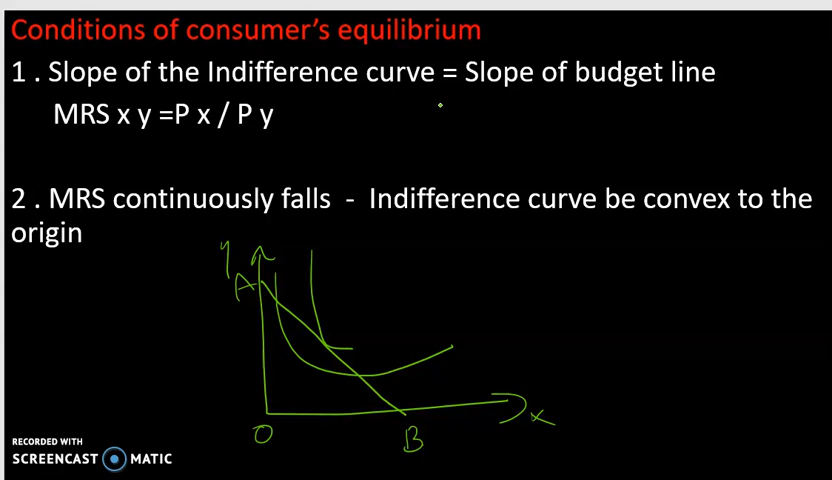 Conditions of consumer’s equilibrium
1 . Slope of the Indifference curve = Slope of budget line
MRS x y =P x / P y
2 . MRS continuously falls - Indifference curve be convex to the
origin
Y
A
O
B
X
RECORDED WITH
SCREENCAST MATIC